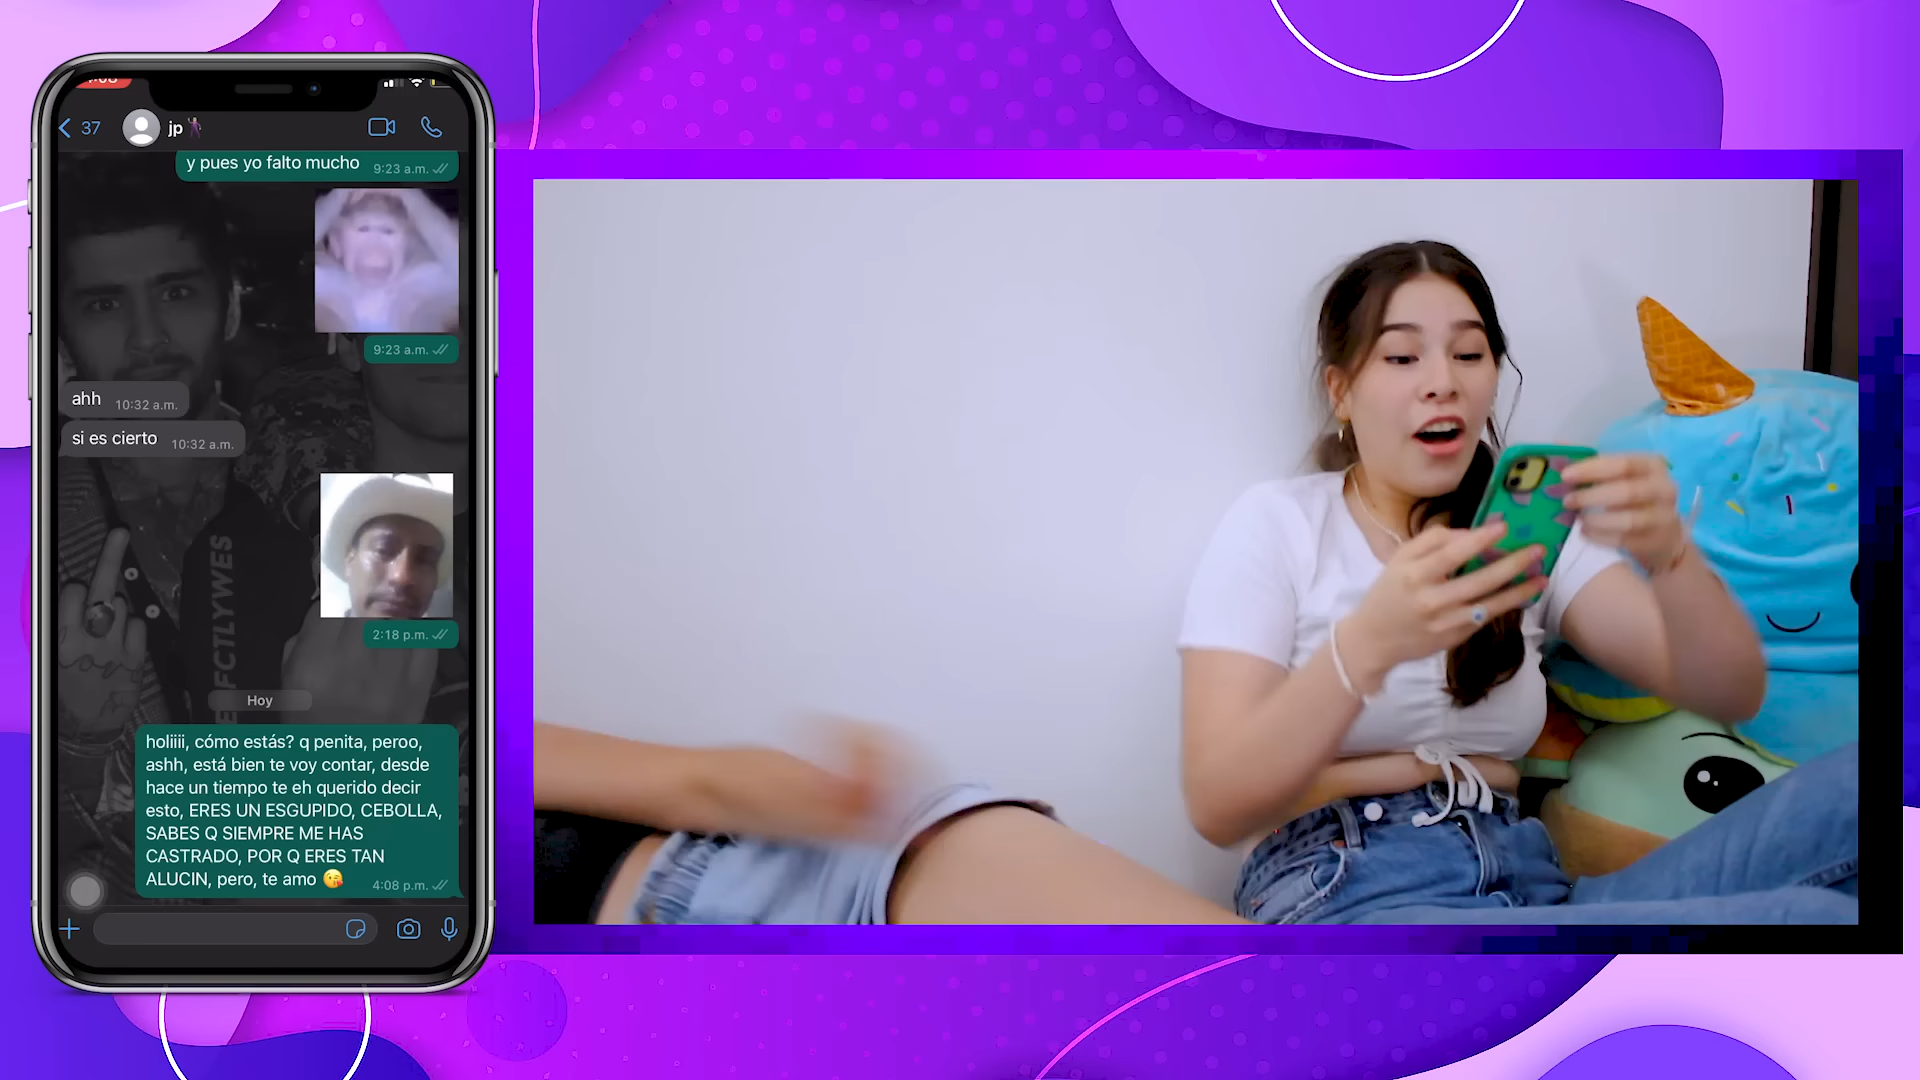 37
jp
y pues yo falto mucho
9:23 a.m.
9:23 a.m.
ahh
10:32 a.m.
si es cierto
10:32 a.m.
2:18 p.m.
Hoy
holiiii, cómo estás? q penita, peroo,
ashh, está bien te voy contar, desde
hace un tiempo te eh querido decir
esto, ERES UN ESGUPIDO, CEBOLLA,
SABES Q SIEMPRE ME HAS
CASTRADO, POR Q ERES TAN
ALUCIN, pero, te amo 😘
4:08 p.m.